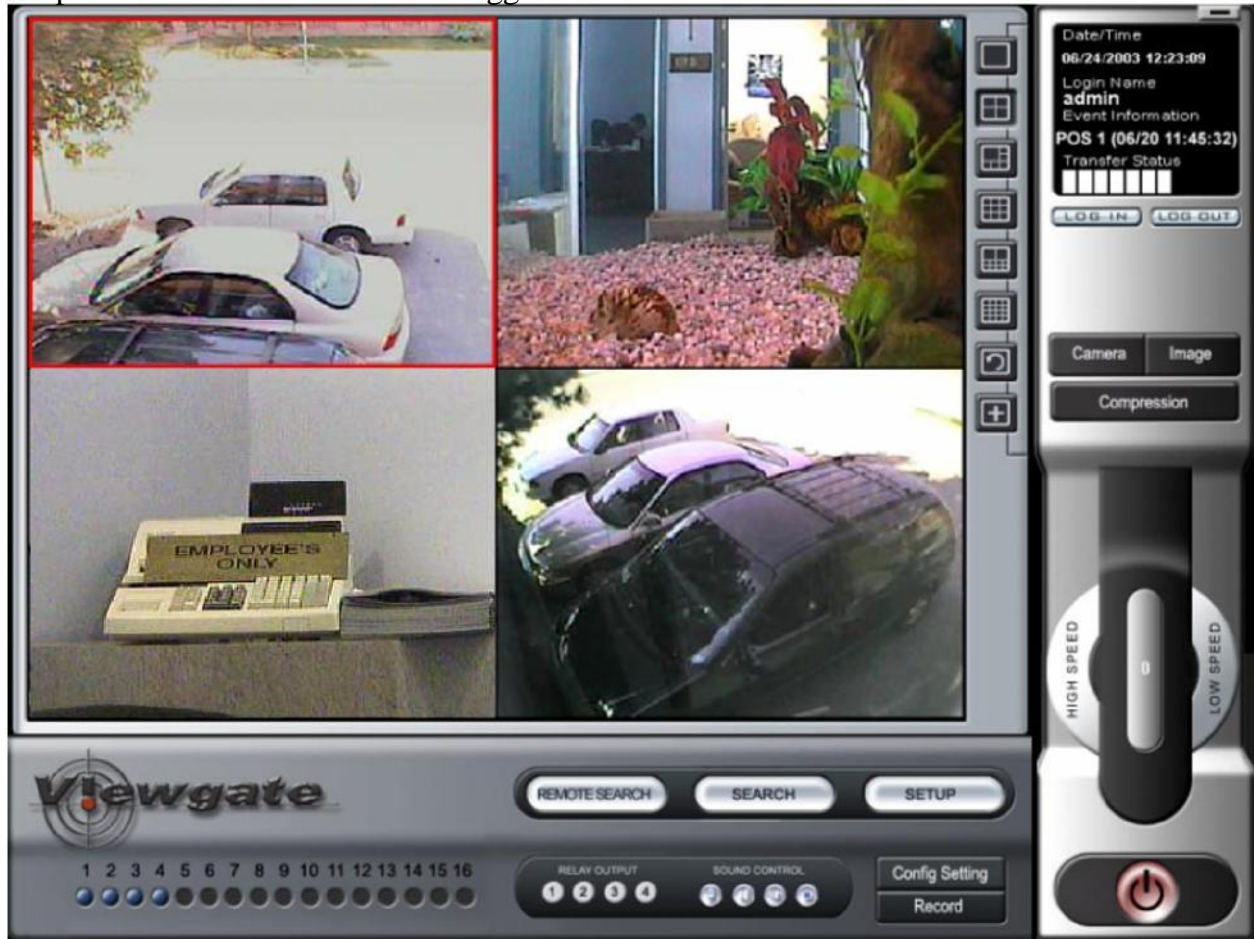 Date/Time
06/24/2003 12:23:09
Login Name
admin
Event Information
POS 1 (06/20 11:45:32)
Transfer Status
LOG IN
LOG OUT
Camera
Image
Compression
EMPLOYEE'S
ONLY
HIGH SPEED
0
LOW SPEED
Viewgate
REMOTE SEARCH
SEARCH
SETUP
1 2 3 4 5 6 7 8 9 10 11 12 13 14 15 16
RELAY OUTPUT
1 2 3 4
SOUND CONTROL
Config Setting
Record